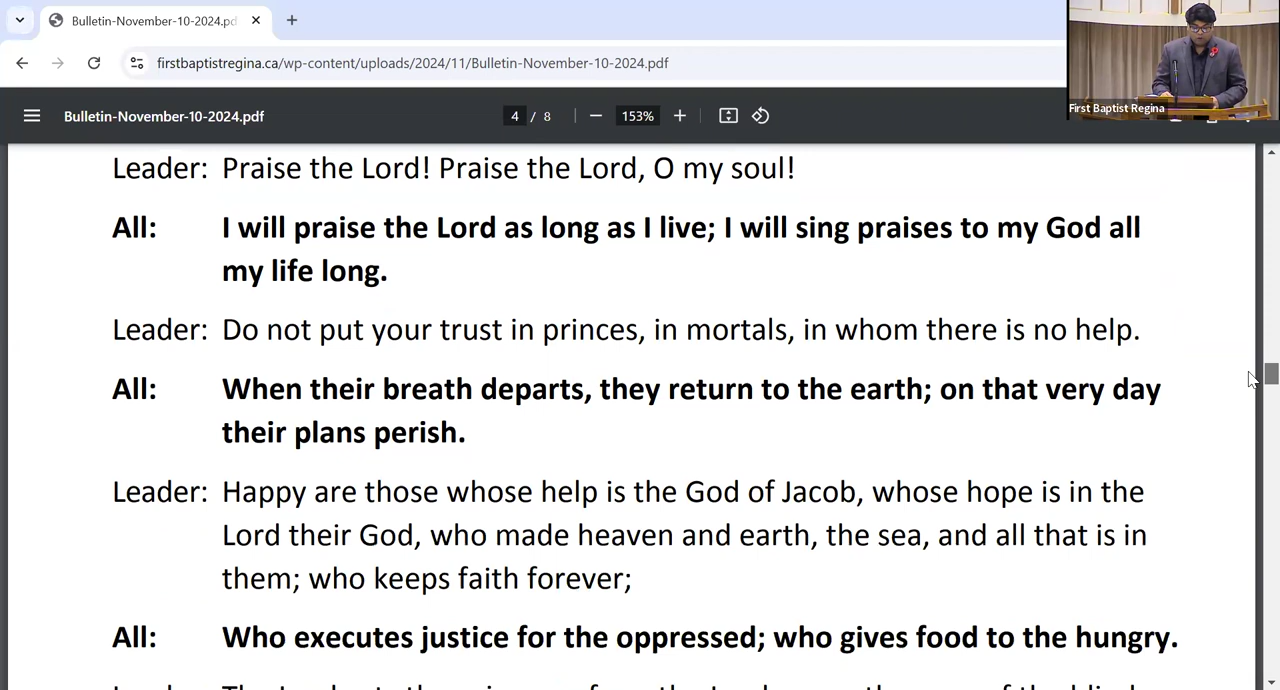 Bulletin-November-10-2024.pdf
firstbaptistregina.ca/wp-content/uploads/2024/11/Bulletin-November-10-2024.pdf
First Baptist Regina
Bulletin-November-10-2024.pdf
4 / 8
153%
Leader: Praise the Lord! Praise the Lord, O my soul!
All: I will praise the Lord as long as I live; I will sing praises to my God all
my life long.
Leader: Do not put your trust in princes, in mortals, in whom there is no help.
All: When their breath departs, they return to the earth; on that very day
their plans perish.
Leader: Happy are those whose help is the God of Jacob, whose hope is in the
Lord their God, who made heaven and earth, the sea, and all that is in
them; who keeps faith forever;
All: Who executes justice for the oppressed; who gives food to the hungry.